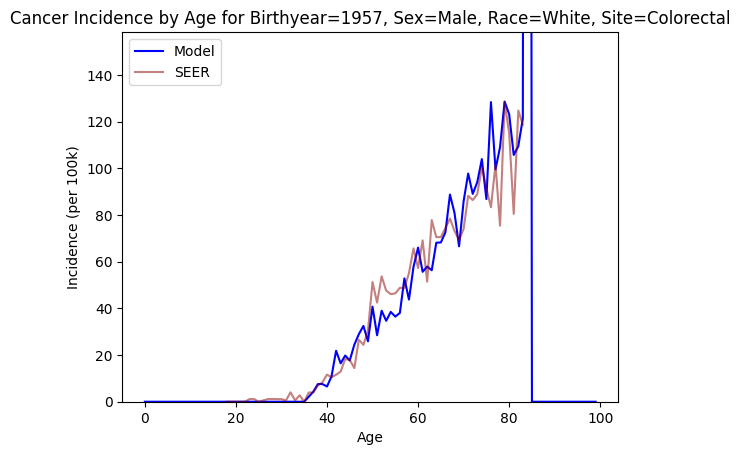 Cancer Incidence by Age for Birthyear=1957, Sex=Male, Race=White, Site=Colorectal
Model
SEER
140
120
100
80
60
40
20
0
Incidence (per 100k)
0 20 40 60 80 100
Age